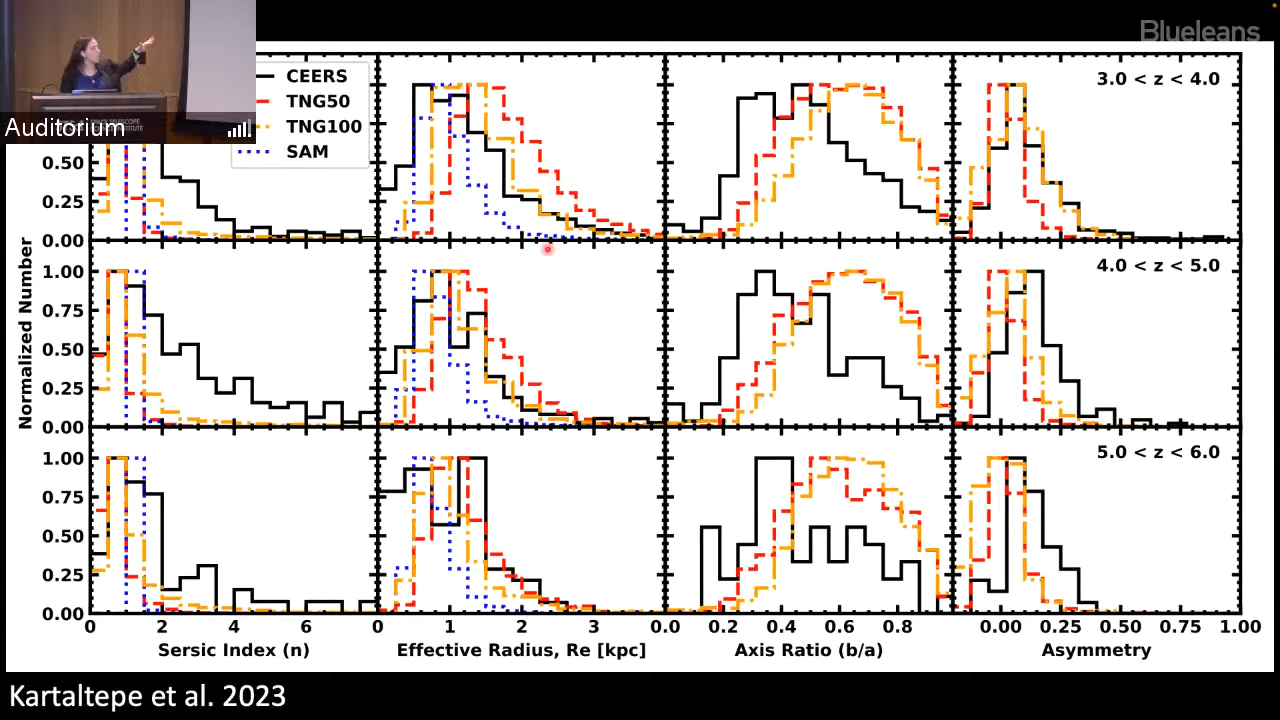 Blueleans
Auditorium
CEERS
TNG50
TNG100
SAM
3.0 < z < 4.0
4.0 < z < 5.0
5.0 < z < 6.0
Normalized Number
0.50
0.25
0.00
1.00
0.75
0.50
0.25
0.00
1.00
0.75
0.50
0.25
0.00
0 2 4 6
0 1 2 3
0.0 0.2 0.4 0.6 0.8
0.00 0.25 0.50 0.75 1.00
Sersic Index (n)
Effective Radius, Re [kpc]
Axis Ratio (b/a)
Asymmetry
Kartaltepe et al. 2023